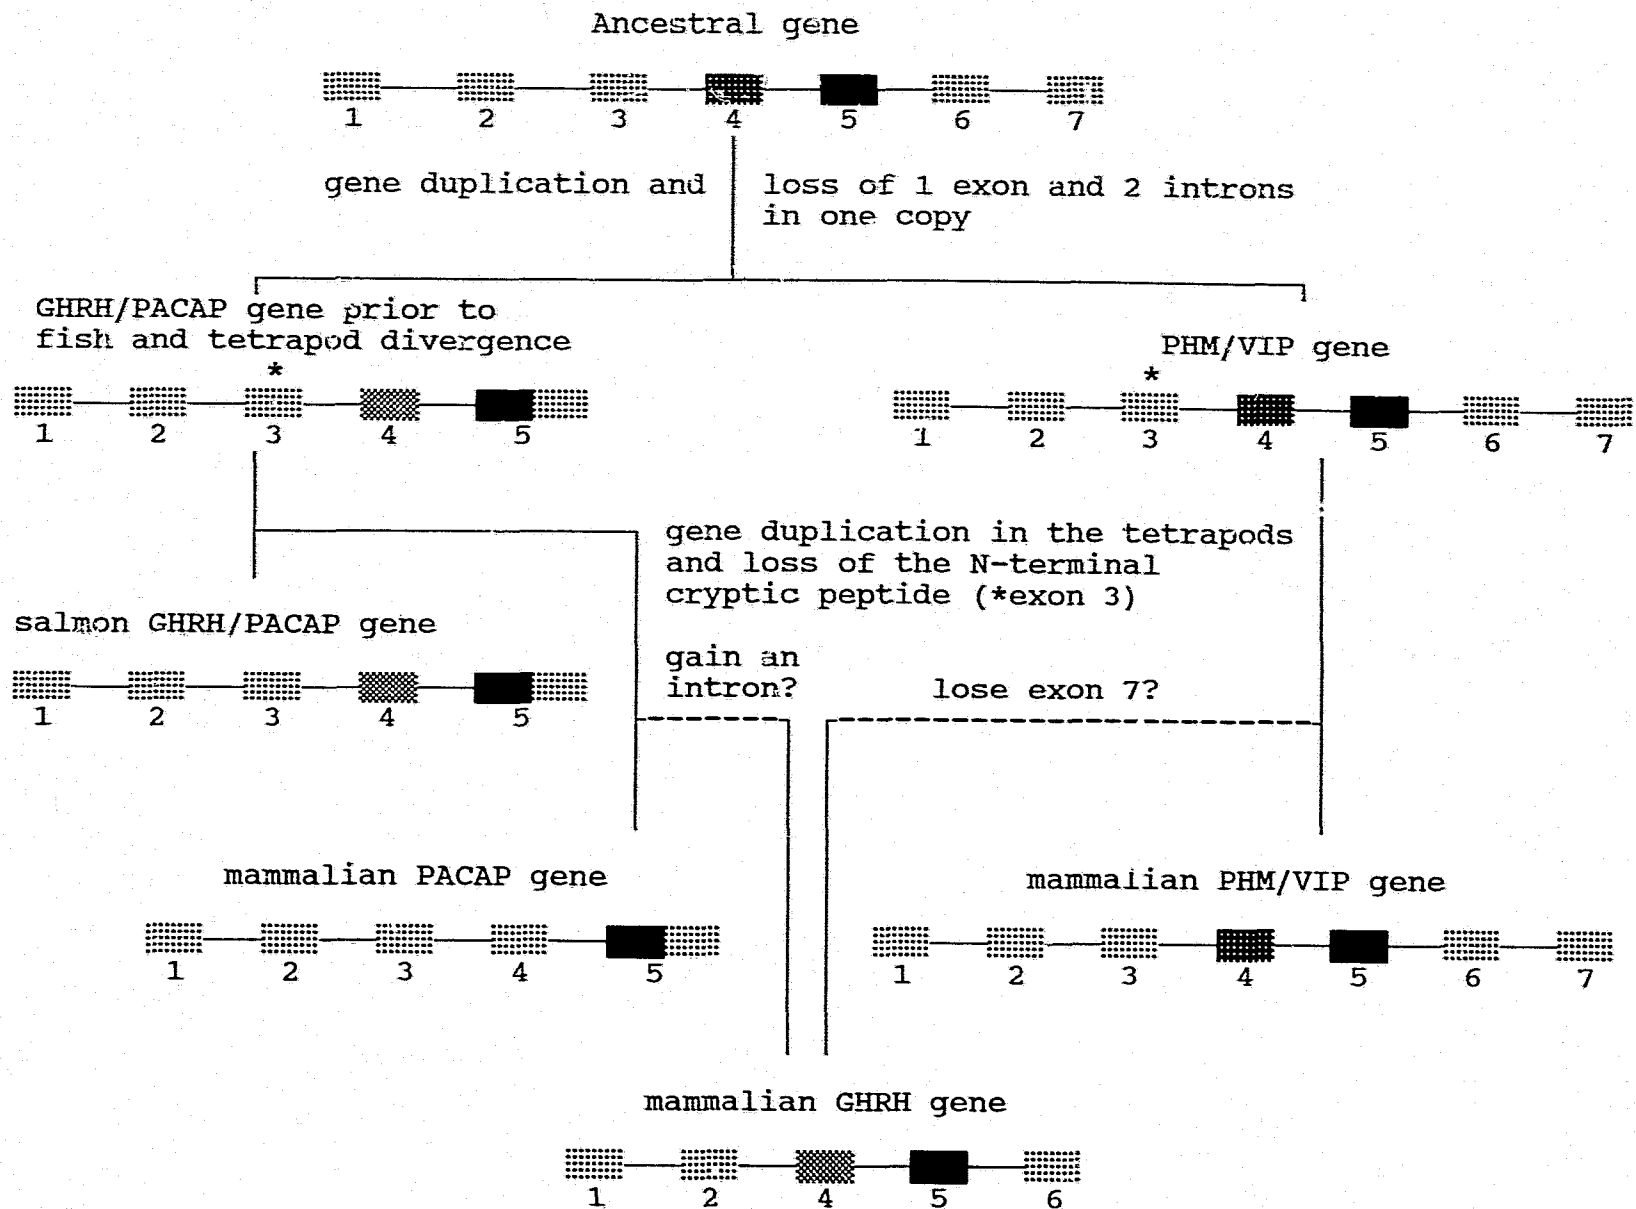 Ancestral gene
1 2 3 4 5 6 7
gene duplication and
loss of 1 exon and 2 introns
in one copy
GHRH/PACAP gene prior to
fish and tetrapod divergence
*
1 2 3 4 5
PHM/VIP gene
*
1 2 3 4 5 6 7
gene duplication in the tetrapods
and loss of the N-terminal
cryptic peptide (*exon 3)
salmon GHRH/PACAP gene
1 2 3 4 5
gain an
intron?
lose exon 7?
mammalian PACAP gene
1 2 3 4 5
mammalian PHM/VIP gene
1 2 3 4 5 6 7
mammalian GHRH gene
1 2 4 5 6